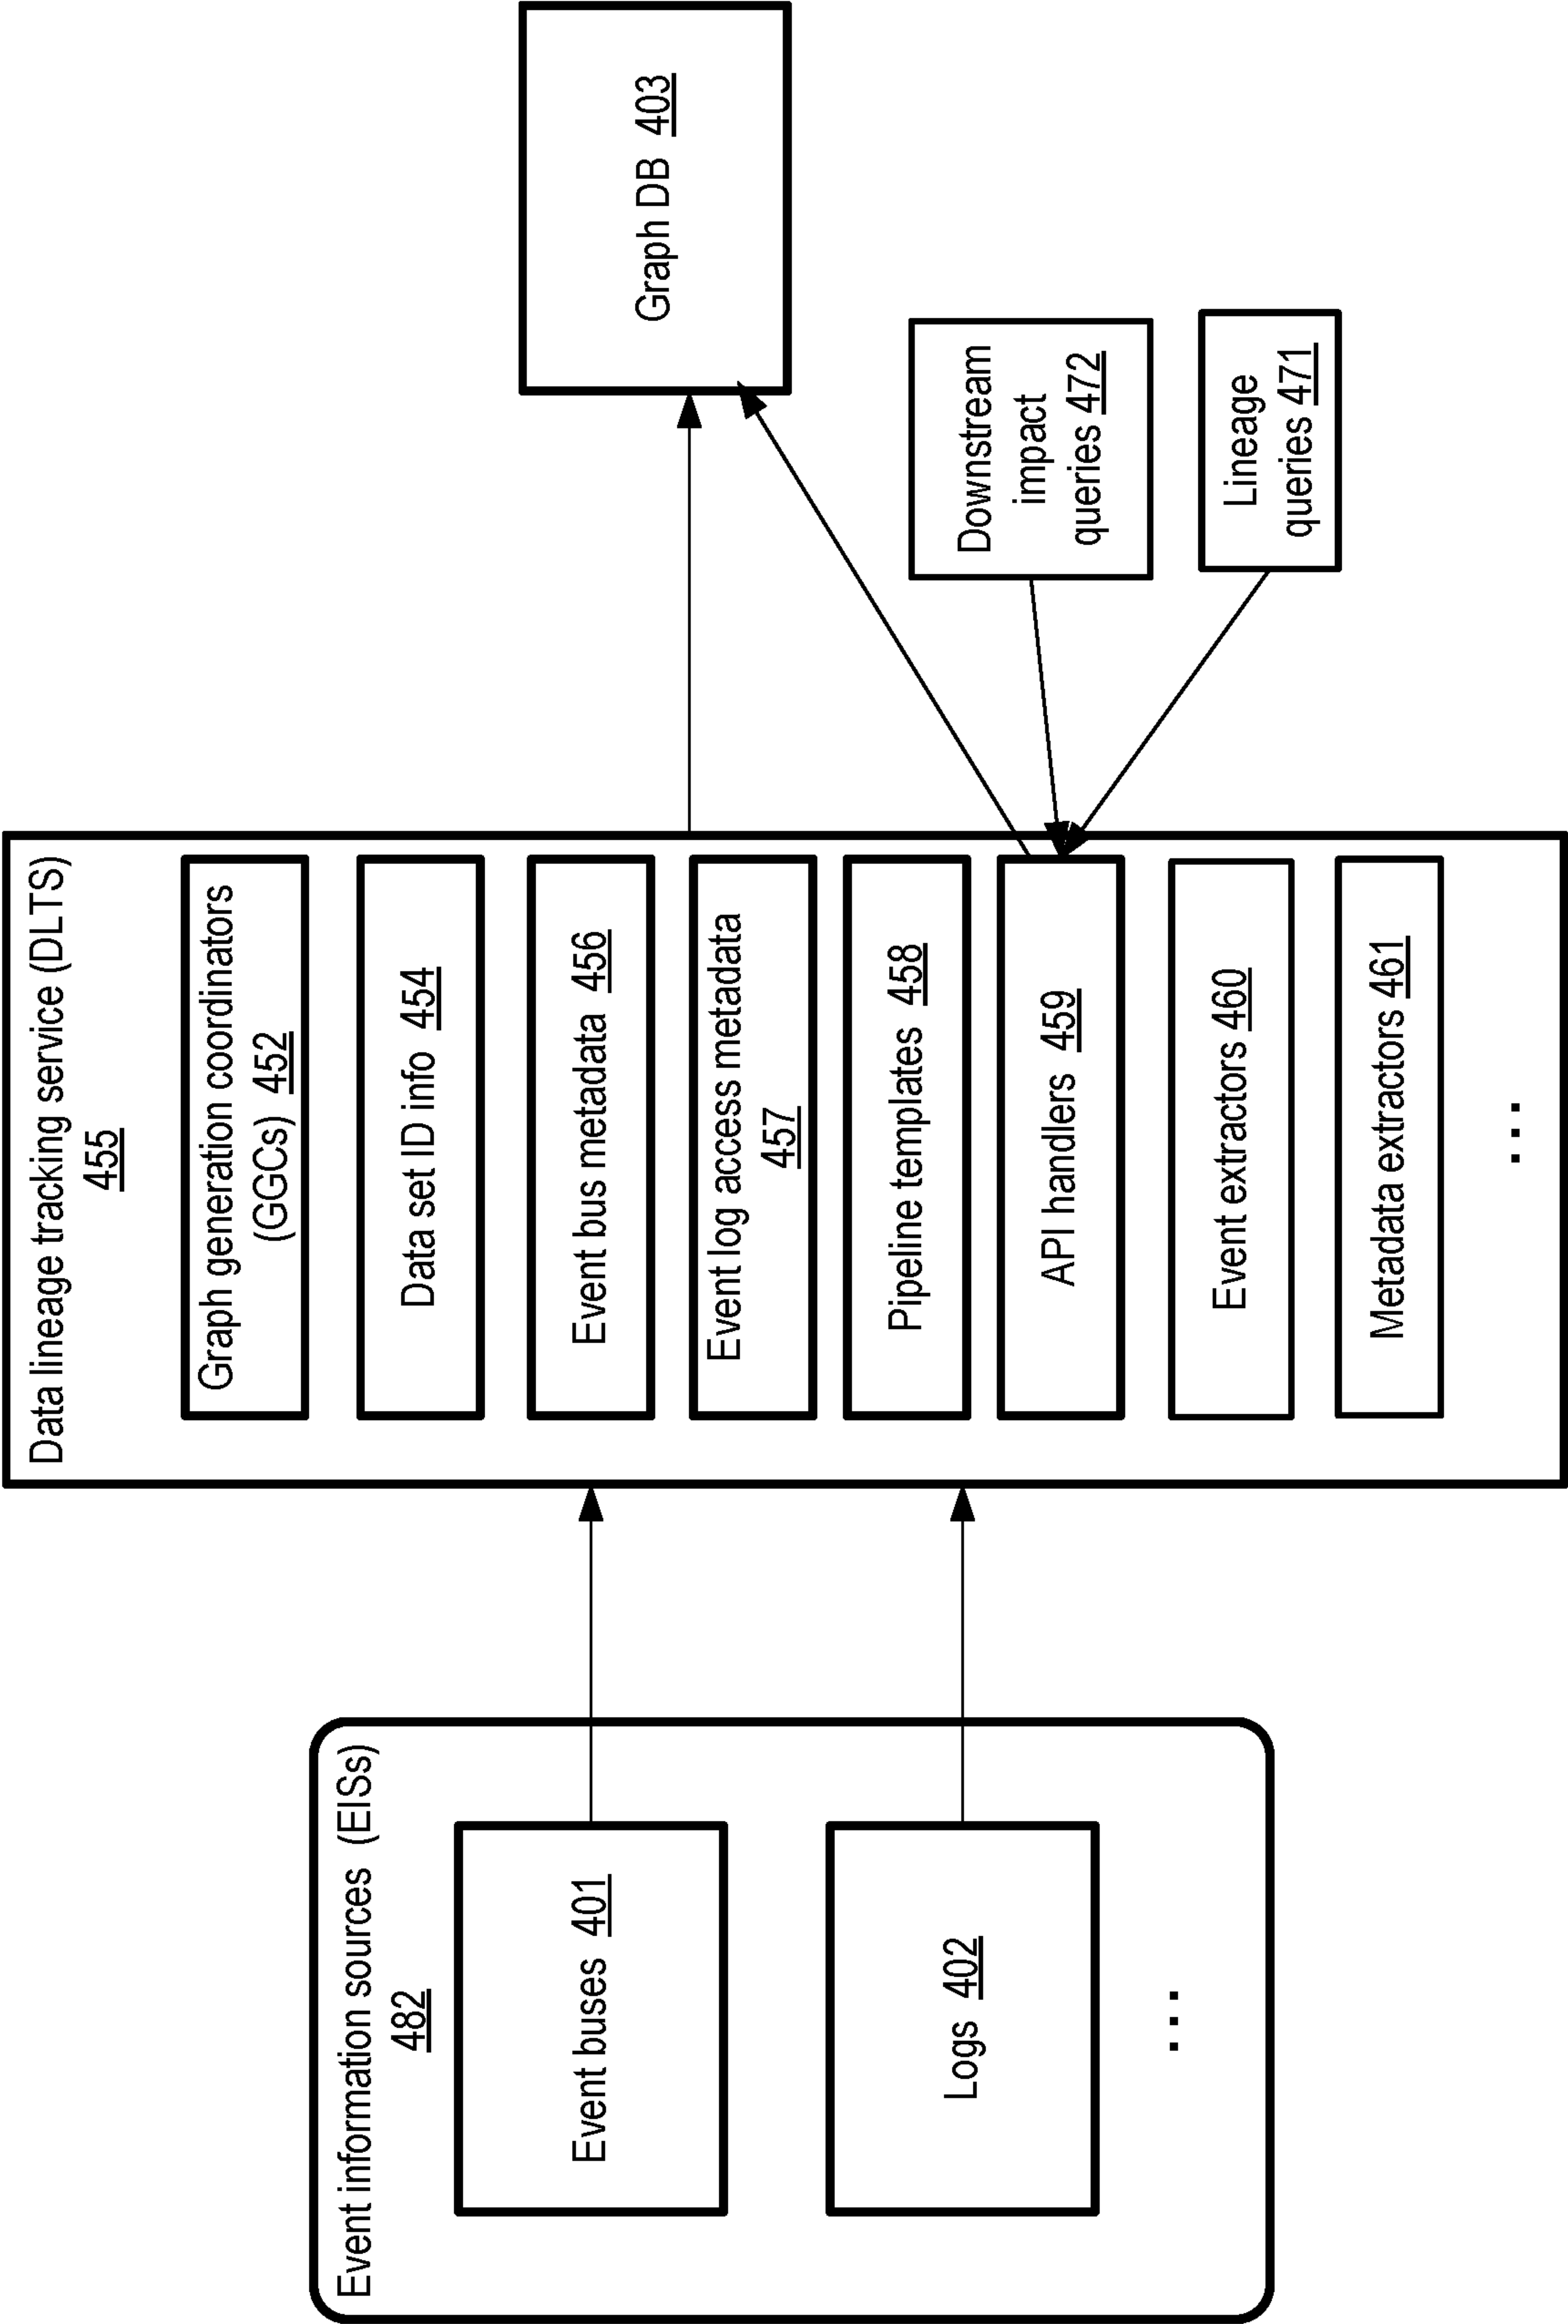 Event information sources (EISs)
482
Event buses 401
Logs 402
...
Data lineage tracking service (DLTS)
455
Graph generation coordinators
(GGCs) 452
Data set ID info 454
Event bus metadata 456
Event log access metadata
457
Pipeline templates 458
API handlers 459
Event extractors 460
Metadata extractors 461
...
Graph DB 403
Downstream
impact
queries 472
Lineage
queries 471